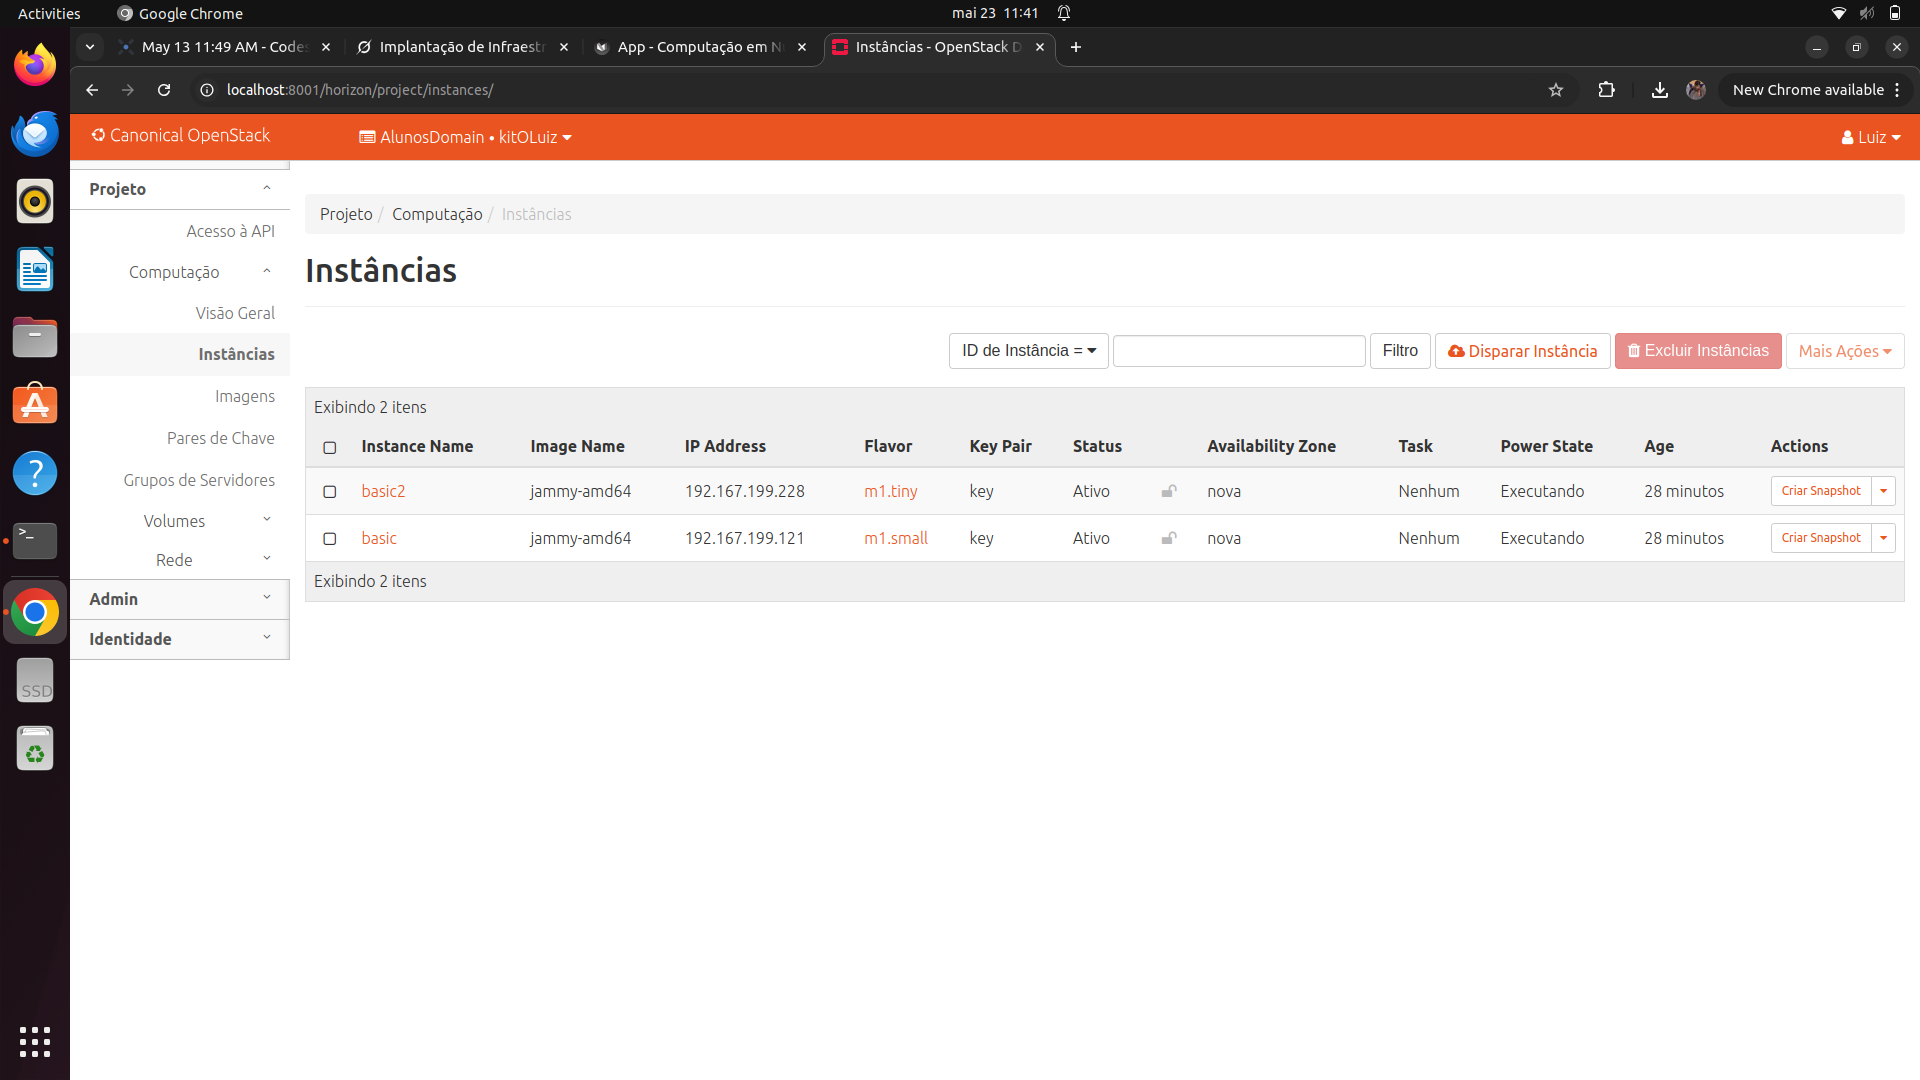 Activities
Google Chrome
mai 23 11:41
May 13 11:49 AM - Codes
Implantação de Infraestr
App - Computação em N
Instâncias - OpenStack D
localhost:8001/horizon/project/instances/
New Chrome available
Canonical OpenStack
AlunosDomain • kitOLuiz
Luiz
Projeto
Acesso à API
Computação
Visão Geral
Instâncias
Imagens
Pares de Chave
Grupos de Servidores
Volumes
Rede
Admin
Identidade
SSD
Projeto / Computação / Instâncias
Instâncias
ID de Instância =
Filtro
Disparar Instância
Excluir Instâncias
Mais Ações
Exibindo 2 itens
Instance Name Image Name IP Address Flavor Key Pair Status Availability Zone Task Power State Age Actions
basic2 jammy-amd64 192.167.199.228 m1.tiny key Ativo nova Nenhum Executando 28 minutos Criar Snapshot
basic jammy-amd64 192.167.199.121 m1.small key Ativo nova Nenhum Executando 28 minutos Criar Snapshot
Exibindo 2 itens